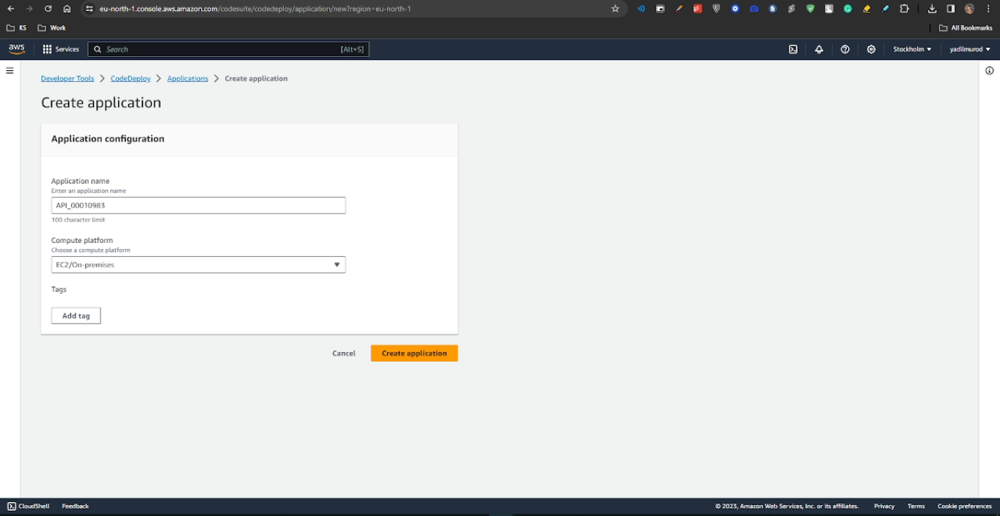 eu-north-1.console.aws.amazon.com/codesuite/codedeploy/application/new?region=eu-north-1
KS Work All Bookmarks
aws Services Search [Alt+S] Stockholm yadilmurod
Developer Tools CodeDeploy Applications Create application
Create application
Application configuration
Application name
Enter an application name
API_00010983
100 character limit
Compute platform
Choose a compute platform
EC2/On-premises
Tags
Add tag
Cancel Create application
CloudShell Feedback © 2023, Amazon Web Services, Inc. or its affiliates. Privacy Terms Cookie preferences